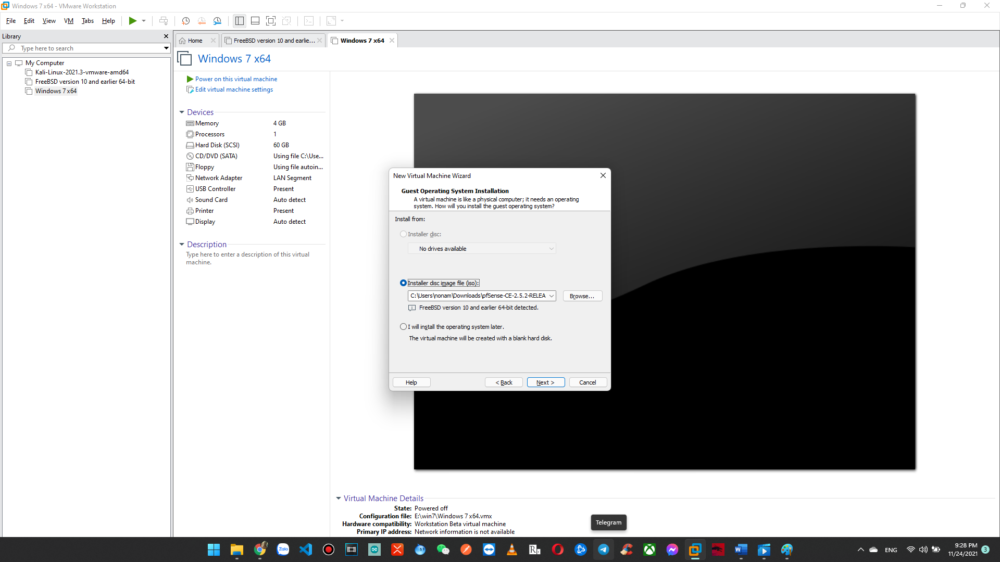 Windows 7 x64 - VMware Workstation
File Edit View VM Tabs Help
Library
Type here to search
My Computer
Kali-Linux-2021.3-vmware-amd64
FreeBSD version 10 and earlier 64-bit
Windows 7 x64
Home
FreeBSD version 10 and earlie...
Windows 7 x64
Windows 7 x64
Power on this virtual machine
Edit virtual machine settings
Devices
Memory 4 GB
Processors 1
Hard Disk (SCSI) 60 GB
CD/DVD (SATA) Using file C:\Use...
Floppy Using file autoin...
Network Adapter LAN Segment
USB Controller Present
Sound Card Auto detect
Printer Present
Display Auto detect
Description
Type here to enter a description of this virtual
machine.
New Virtual Machine Wizard
Guest Operating System Installation
A virtual machine is like a physical computer; it needs an operating
system. How will you install the guest operating system?
Install from:
Installer disc:
No drives available
Installer disc image file (iso):
C:\Users\nonam\Downloads\pfSense-CE-2.5.2-RELEA
Browse...
FreeBSD version 10 and earlier 64-bit detected.
I will install the operating system later.
The virtual machine will be created with a blank hard disk.
Help < Back Next > Cancel
Virtual Machine Details
State: Powered off
Configuration file: E:\win7\Windows 7 x64.vmx
Hardware compatibility: Workstation Beta virtual machine
Primary IP address: Network information is not available
Telegram
Zalo
ENG
9:28 PM
11/24/2021
3